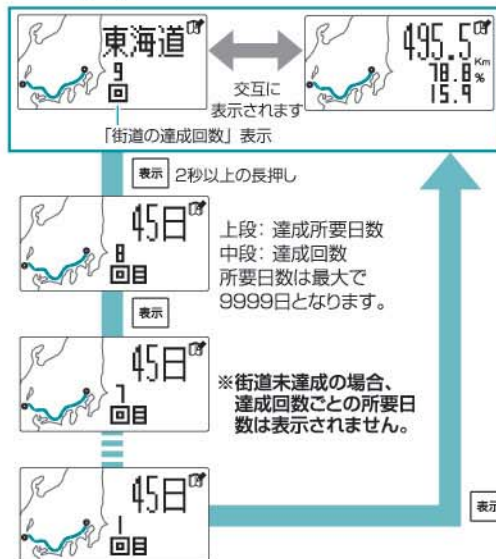 東海道
9
回
交互に
表示されます
495.5
Km
78.8
%
15.9
「街道の達成回数」表示
表示 2秒以上の長押し
45日
8
回目
上段：達成所要日数
中段：達成回数
所要日数は最大で
9999日となります。
表示
45日
7
回目
※街道未達成の場合、
達成回数ごとの所要日
数は表示されません。
45日
1
回目
表示